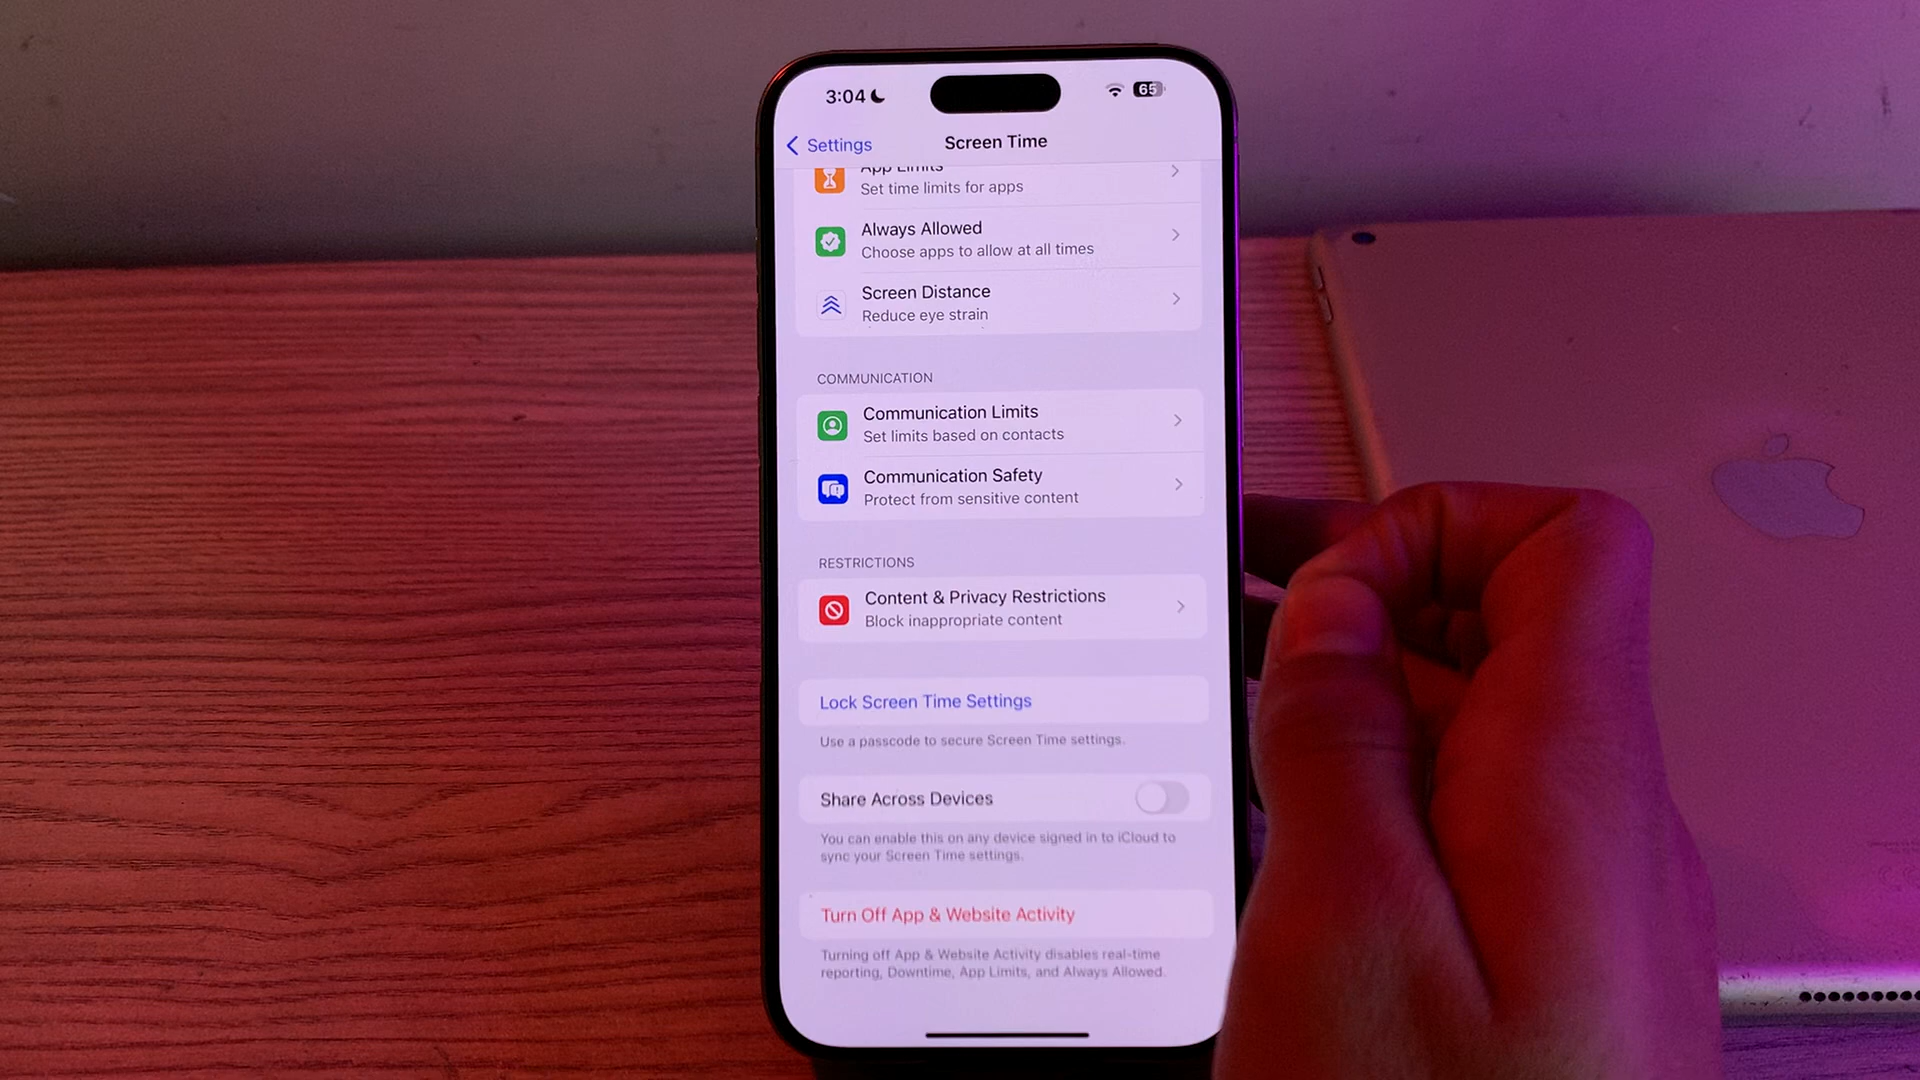 3:04
65
Settings
Screen Time
App Limits
Set time limits for apps
Always Allowed
Choose apps to allow at all times
Screen Distance
Reduce eye strain
COMMUNICATION
Communication Limits
Set limits based on contacts
Communication Safety
Protect from sensitive content
RESTRICTIONS
Content & Privacy Restrictions
Block inappropriate content
Lock Screen Time Settings
Use a passcode to secure Screen Time settings.
Share Across Devices
You can enable this on any device signed in to iCloud to
sync your Screen Time settings.
Turn Off App & Website Activity
Turning off App & Website Activity disables real-time
reporting, Downtime, App Limits, and Always Allowed.